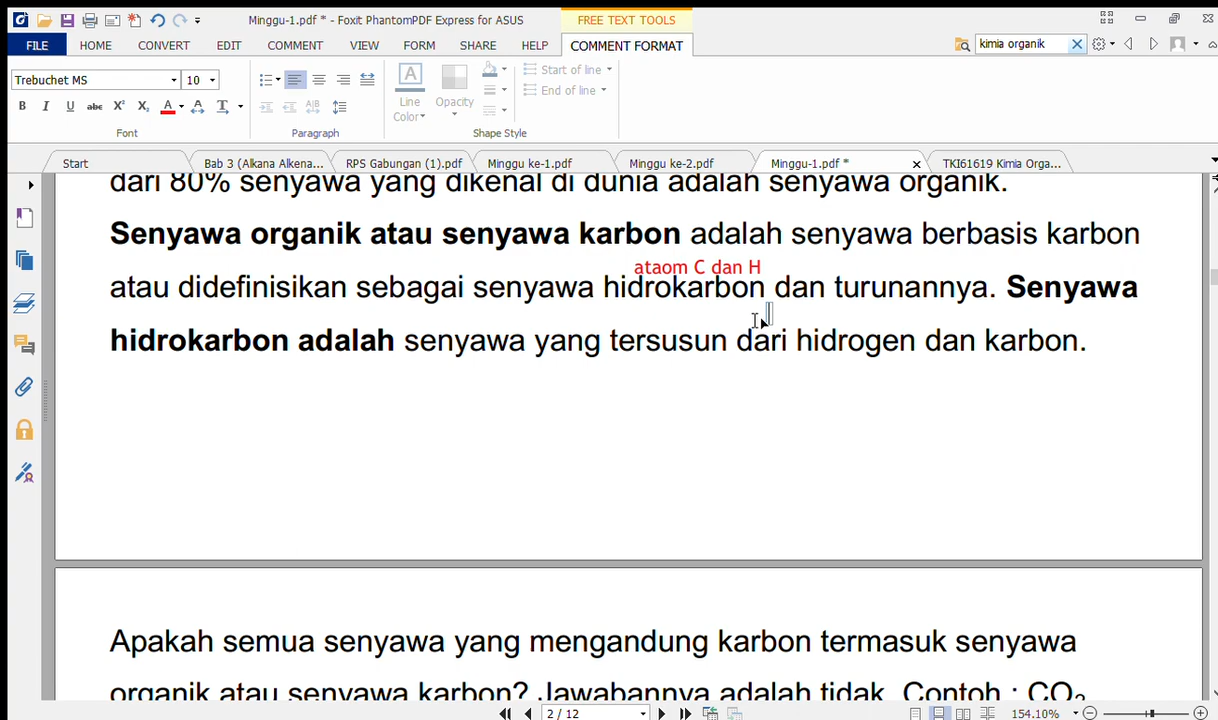 Minggu-1.pdf * - Foxit PhantomPDF Express for ASUS
FREE TEXT TOOLS
FILE HOME CONVERT EDIT COMMENT VIEW FORM SHARE HELP COMMENT FORMAT kimia organik
Trebuchet MS 10 A Start of line
Line Opacity End of line
B I U abc X² X₂ A A T AB Color
Font Paragraph Shape Style
Start Bab 3 (Alkana Alkena... RPS Gabungan (1).pdf Minggu ke-1.pdf Minggu ke-2.pdf Minggu-1.pdf * TKI61619 Kimia Orga...
dari 80% senyawa yang dikenal di dunia adalah senyawa organik.
Senyawa organik atau senyawa karbon adalah senyawa berbasis karbon
ataom C dan H
atau didefinisikan sebagai senyawa hidrokarbon dan turunannya. Senyawa
hidrokarbon adalah senyawa yang tersusun dari hidrogen dan karbon.
Apakah semua senyawa yang mengandung karbon termasuk senyawa
organik atau senyawa karbon? Jawabannya adalah tidak. Contoh : CO₂
2 / 12 154.10%